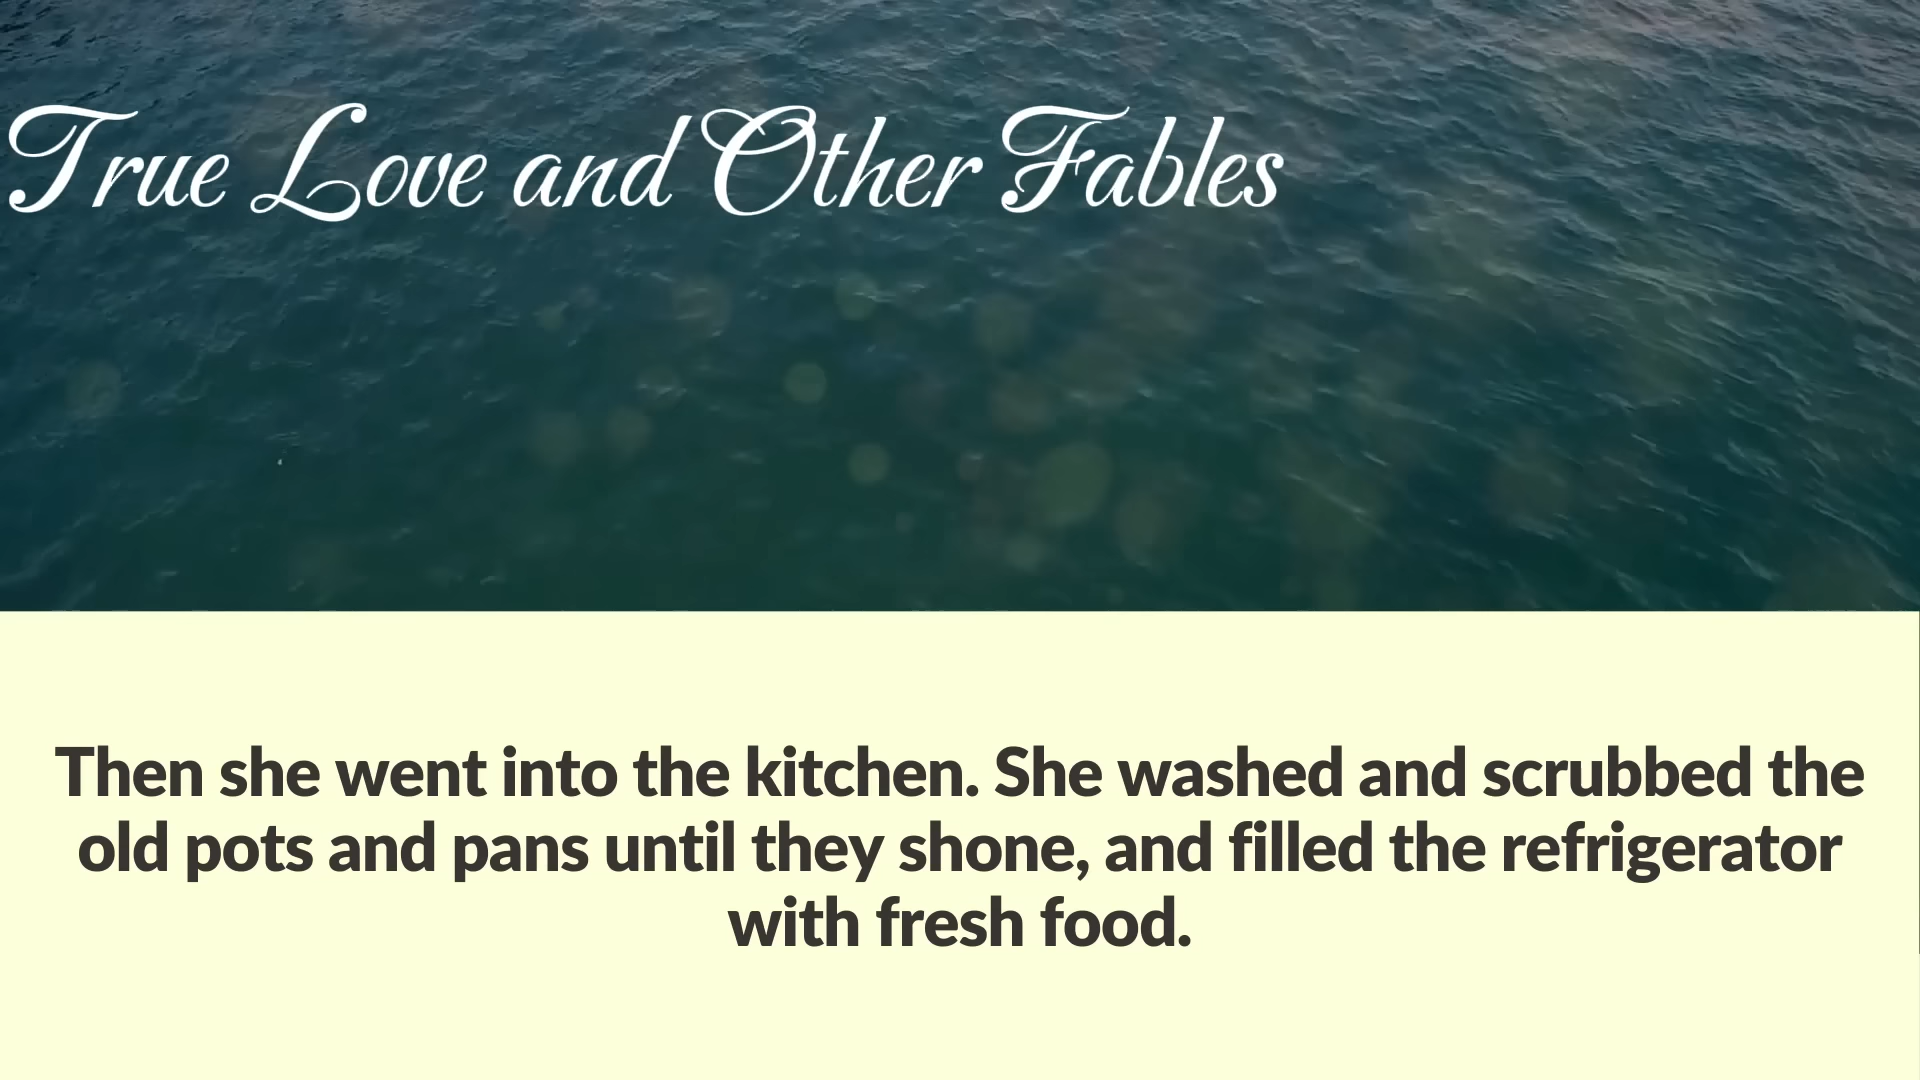 True Love and Other Fables
Then she went into the kitchen. She washed and scrubbed the
old pots and pans until they shone, and filled the refrigerator
with fresh food.